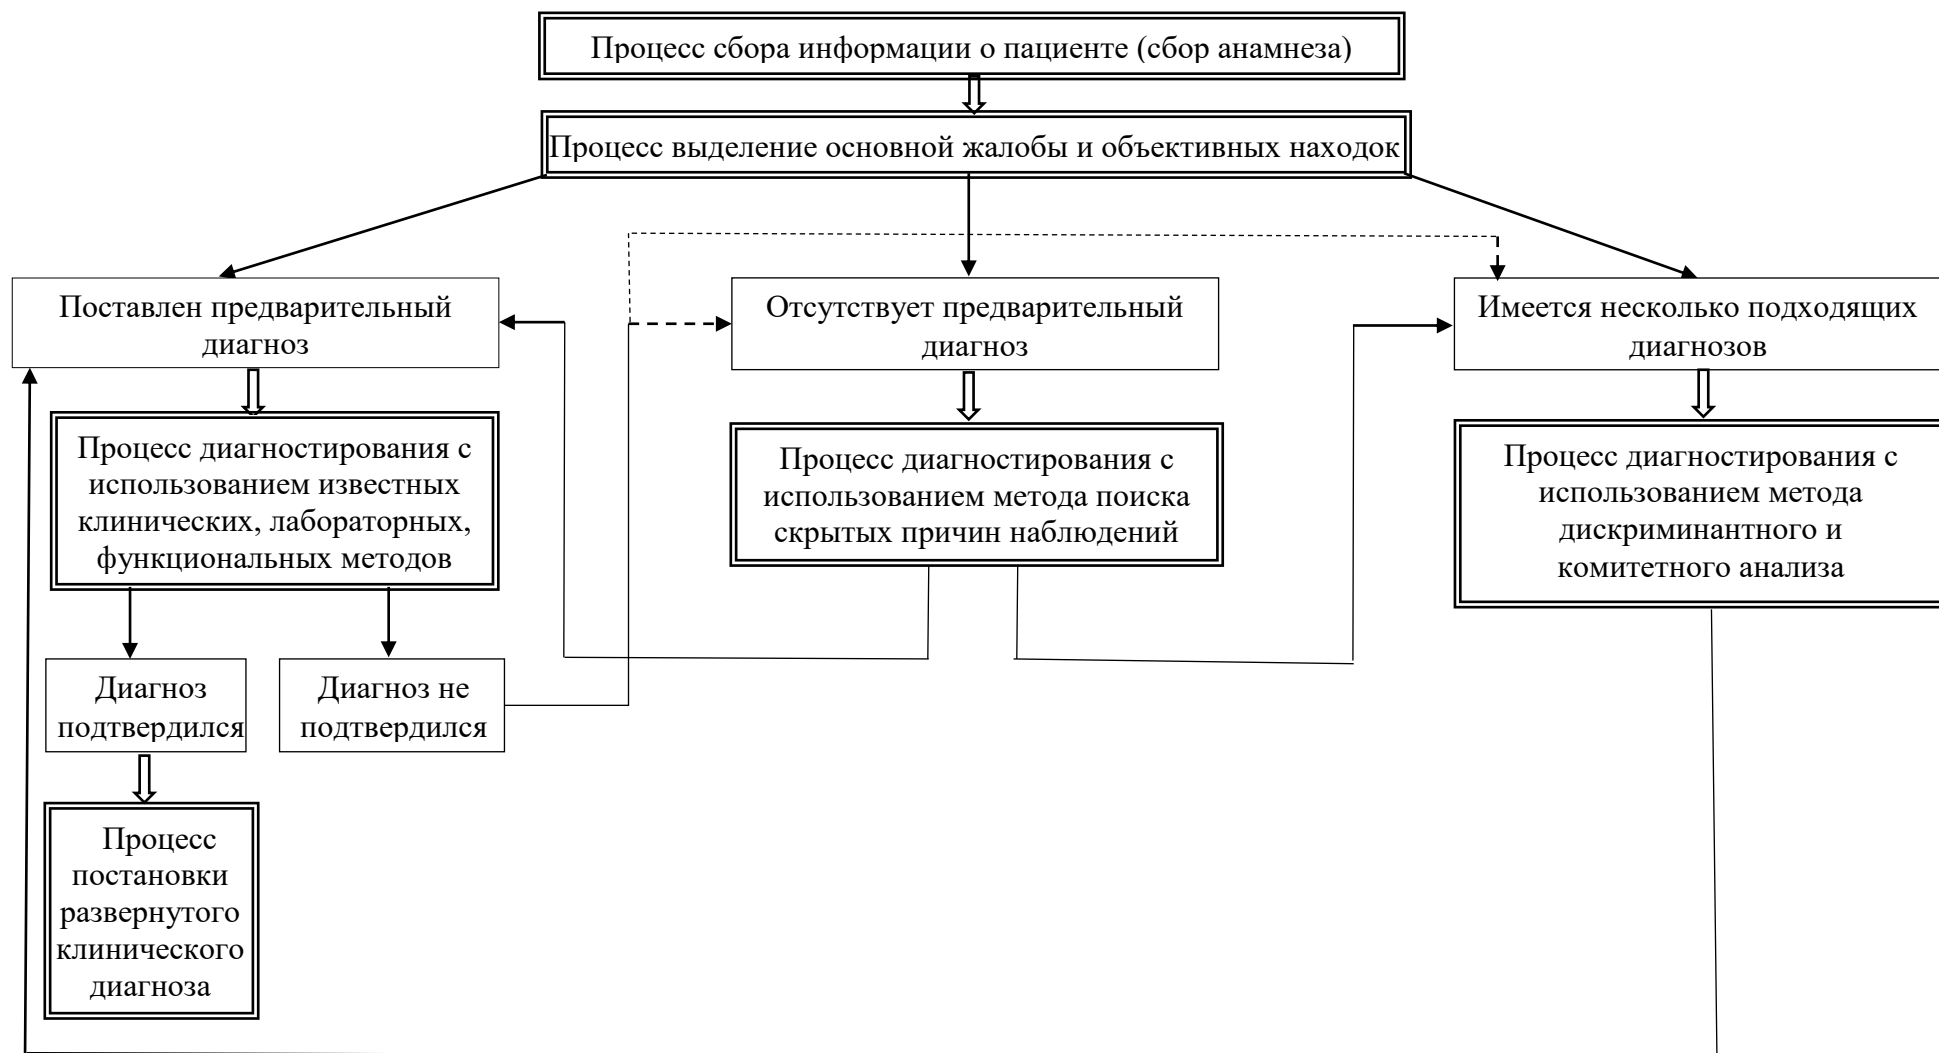 Процесс сбора информации о пациенте (сбор анамнеза)
Процесс выделение основной жалобы и объективных находок
Поставлен предварительный
диагноз
Отсутствует предварительный
диагноз
Имеется несколько подходящих
диагнозов
Процесс диагностирования с
использованием известных
клинических, лабораторных,
функциональных методов
Процесс диагностирования с
использованием метода поиска
скрытых причин наблюдений
Процесс диагностирования с
использованием метода
дискриминантного и
комитетного анализа
Диагноз
подтвердился
Диагноз не
подтвердился
Процесс
постановки
развернутого
клинического
диагноза